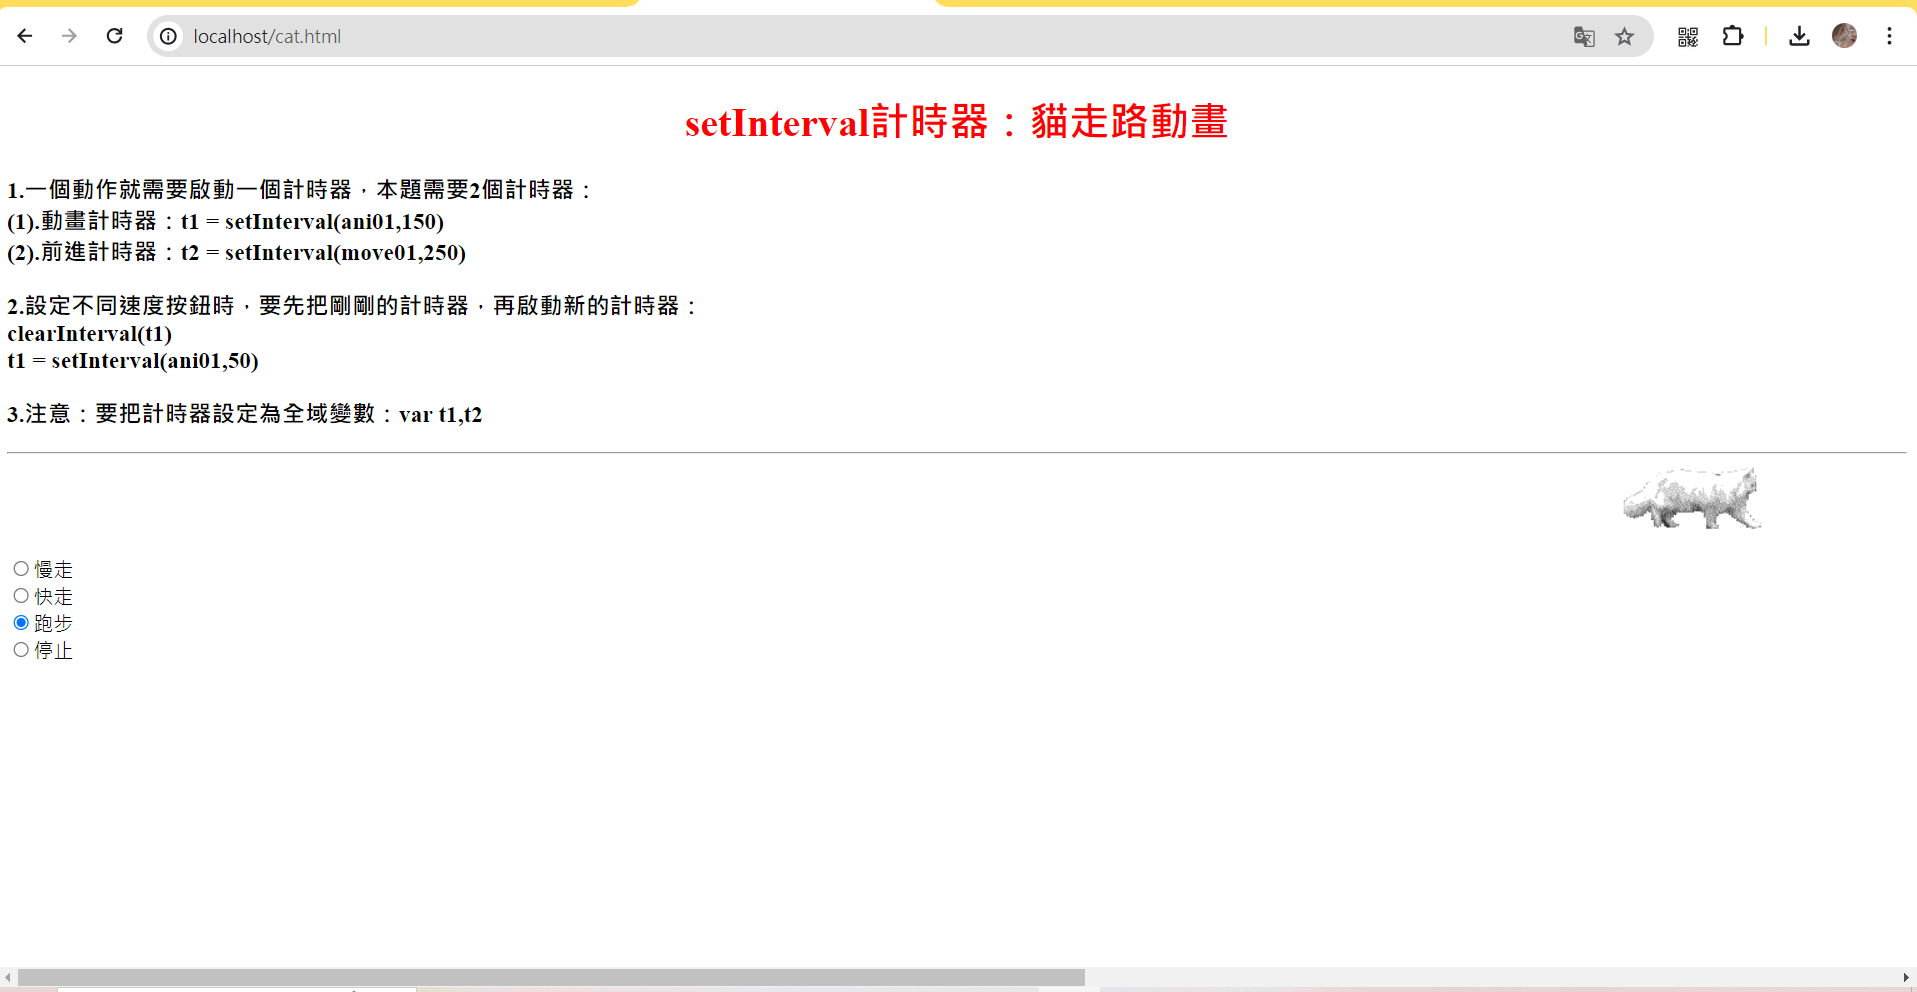 localhost/cat.html
setInterval計時器：貓走路動畫
1.一個動作就需要啟動一個計時器，本題需要2個計時器：
(1).動畫計時器：t1 = setInterval(ani01,150)
(2).前進計時器：t2 = setInterval(move01,250)
2.設定不同速度按鈕時，要先把剛剛的計時器，再啟動新的計時器：
clearInterval(t1)
t1 = setInterval(ani01,50)
3.注意：要把計時器設定為全域變數：var t1,t2
慢走
快走
跑步
停止